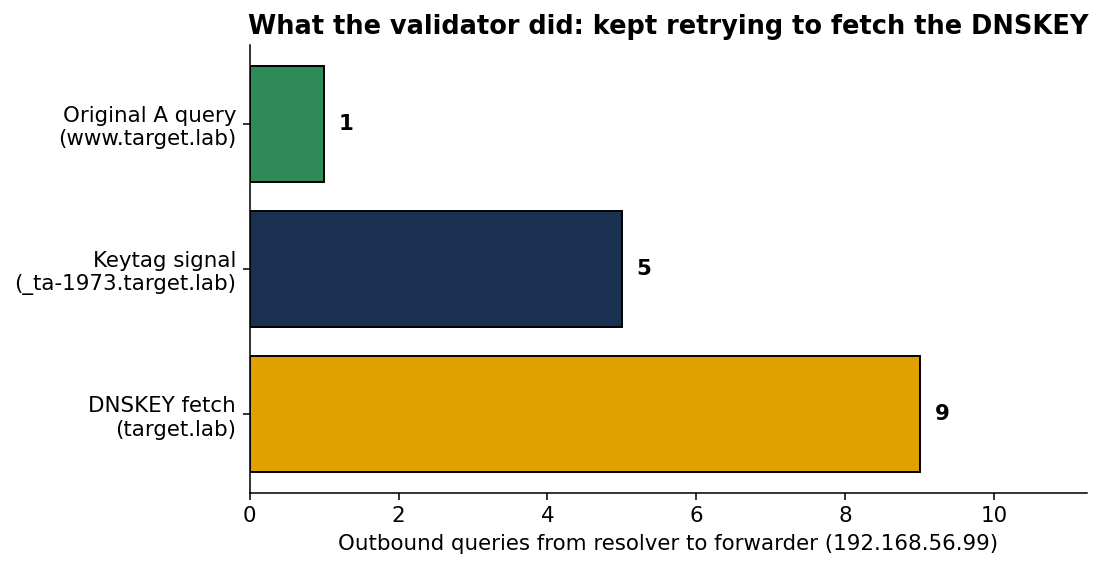 What the validator did: kept retrying to fetch the DNSKEY
Original A query
(www.target.lab)
1
Keytag signal
(_ta-1973.target.lab)
5
DNSKEY fetch
(target.lab)
9
0 2 4 6 8 10
Outbound queries from resolver to forwarder (192.168.56.99)